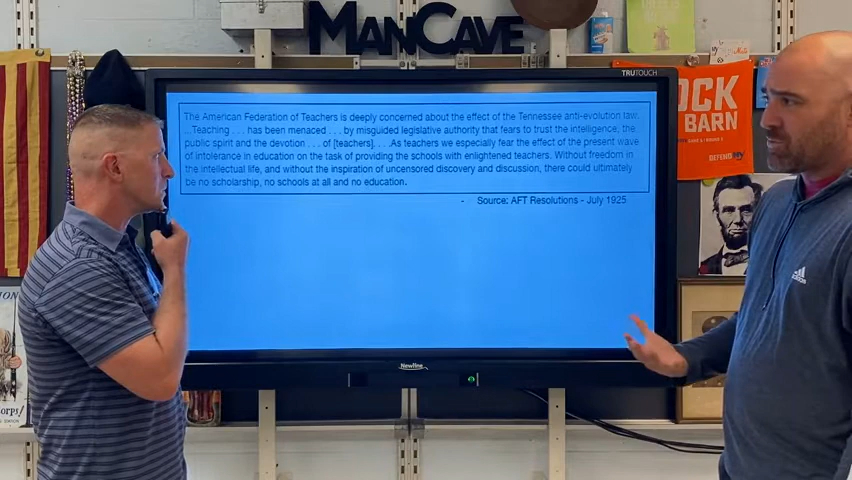 MANCAVE
TRUTOUCH
The American Federation of Teachers is deeply concerned about the effect of the Tennessee anti-evolution law.
...Teaching . . . has been menaced . . . by misguided legislative authority that fears to trust the intelligence, the
public spirit and the devotion . . . of [teachers]. . . .As teachers we especially fear the effect of the present wave
of intolerance in education on the task of providing the schools with enlightened teachers. Without freedom in
the intellectual life, and without the inspiration of uncensored discovery and discussion, there could ultimately
be no scholarship, no schools at all and no education.
- Source: AFT Resolutions - July 1925
OCK
BARN
adidas
Newline
orps!